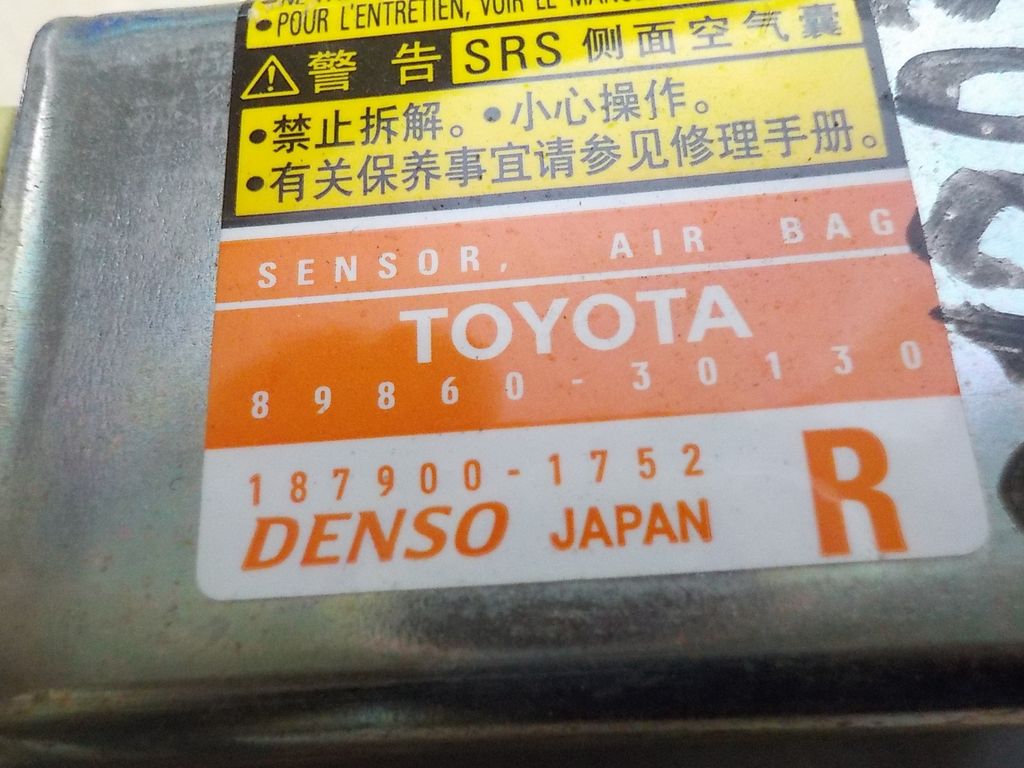 • POUR L'ENTRETIEN, VOIR LE
警告 SRS 侧面空气囊
•禁止拆解。 •小心操作。
•有关保养事宜请参见修理手册。
SENSOR, AIR BAG
TOYOTA
89860-30130
187900-1752
DENSO JAPAN
R